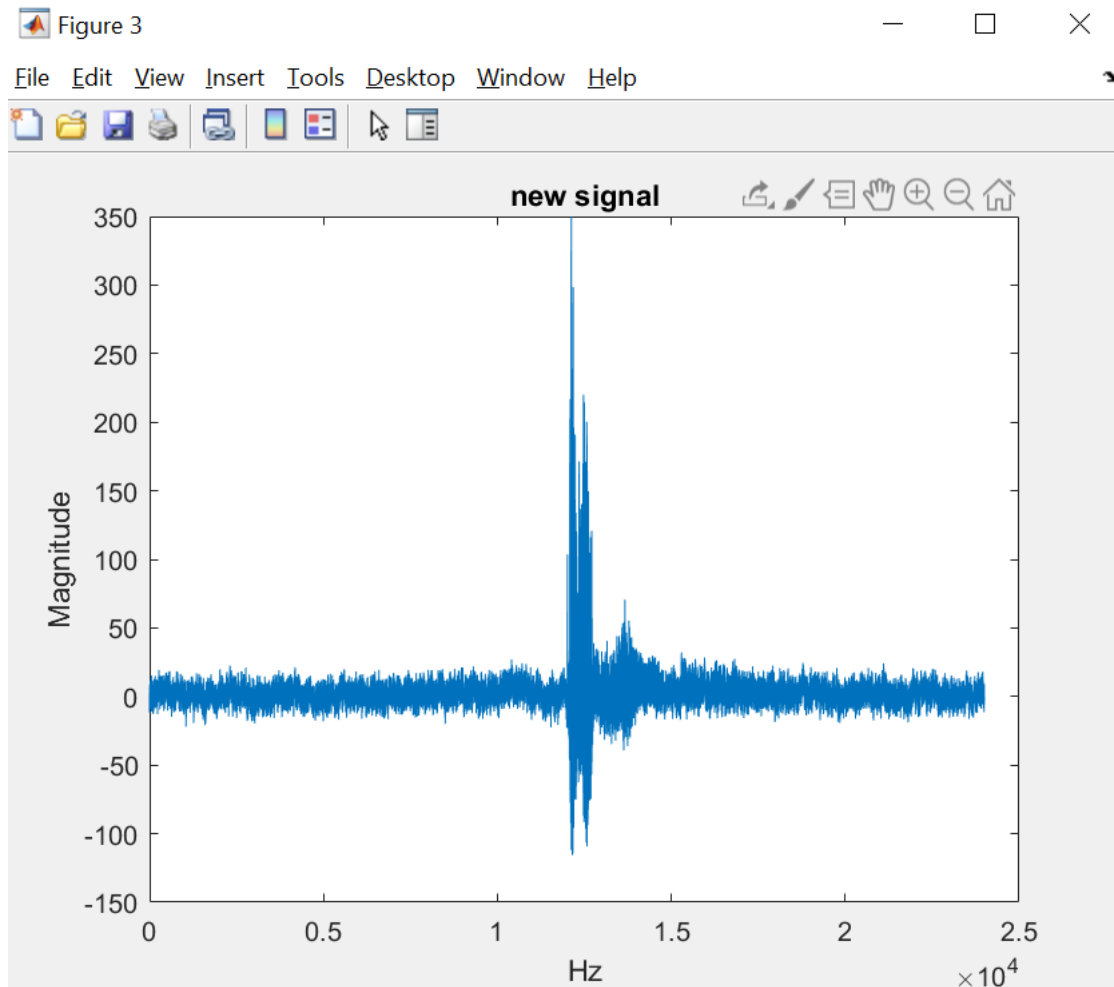 Figure 3
File Edit View Insert Tools Desktop Window Help
new signal
350
300
250
200
150
100
50
0
-50
-100
-150
Magnitude
0 0.5 1 1.5 2 2.5
Hz
×10^4